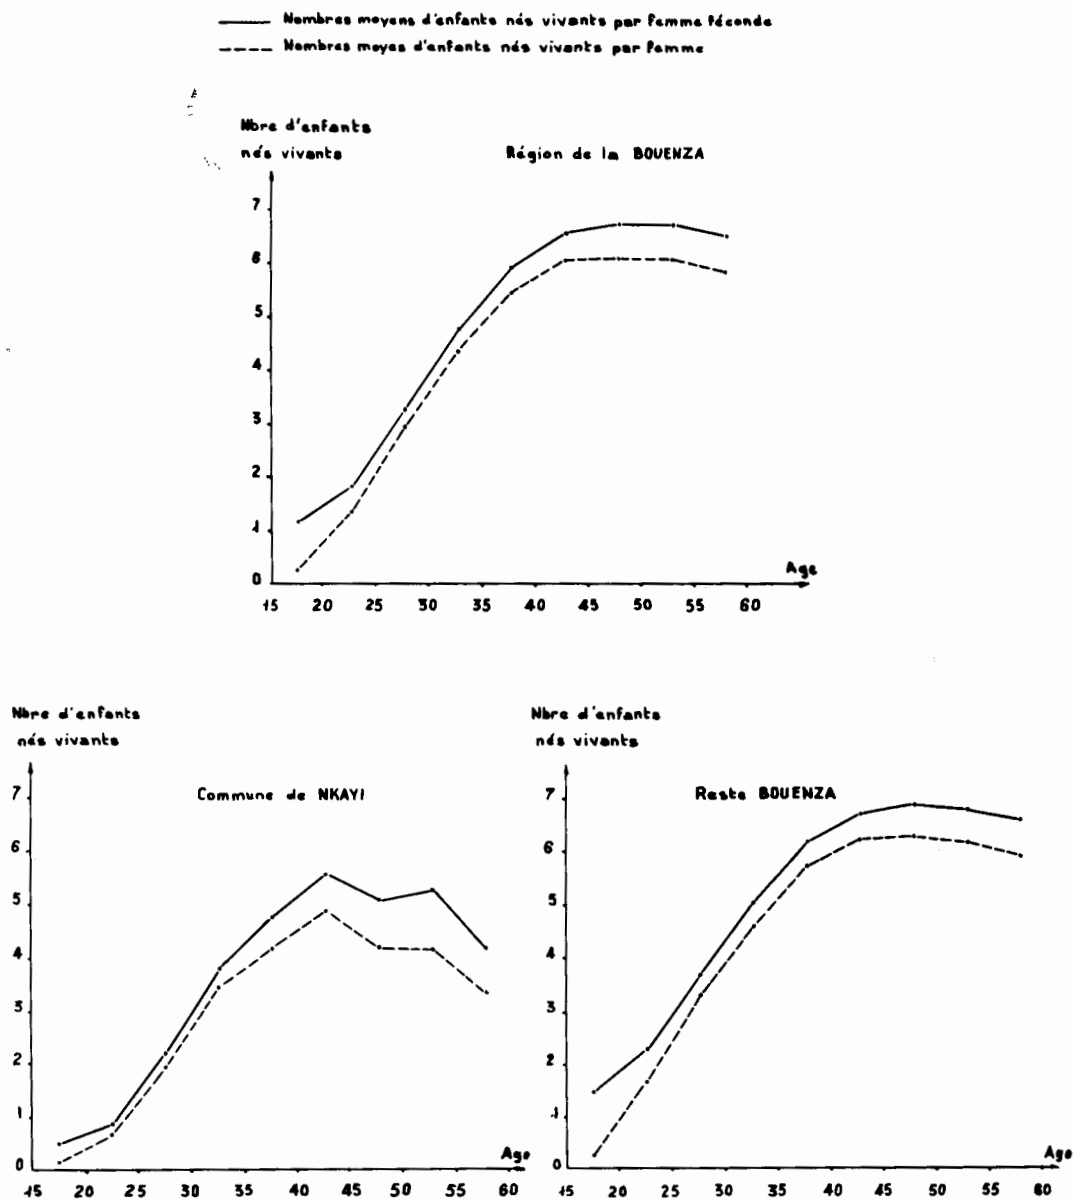 Nombres moyens d'enfants nés vivants par femme féconde
Nombres moyes d'enfants nés vivants par femme
Nbre d'enfants
nés vivants
Région de la BOUENZA
7
6
5
4
3
2
1
0
Age
15 20 25 30 35 40 45 50 55 60
Nbre d'enfants
nés vivants
Commune de NKAYI
7
6
5
4
3
2
1
0
Age
15 20 25 30 35 40 45 50 55 60
Nbre d'enfants
nés vivants
Reste BOUENZA
7
6
5
4
3
2
1
0
Age
15 20 25 30 35 40 45 50 55 60